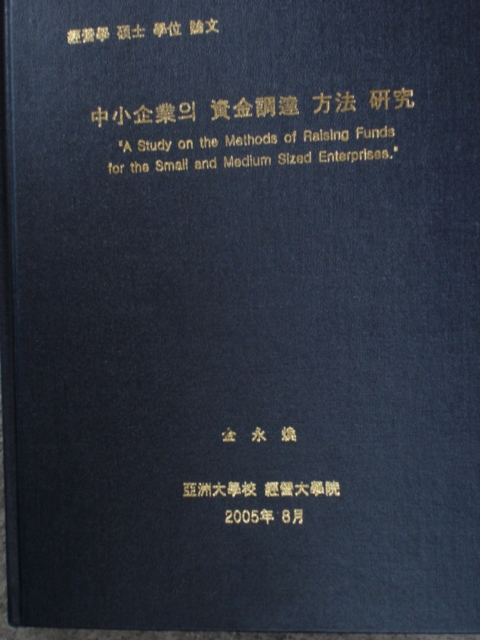 經營學 碩士 學位 論文
中小企業의 資金調達 方法 研究
"A Study on the Methods of Raising Funds
for the Small and Medium Sized Enterprises."
金 永
亞洲大學校 經營大學院
2005年 8月